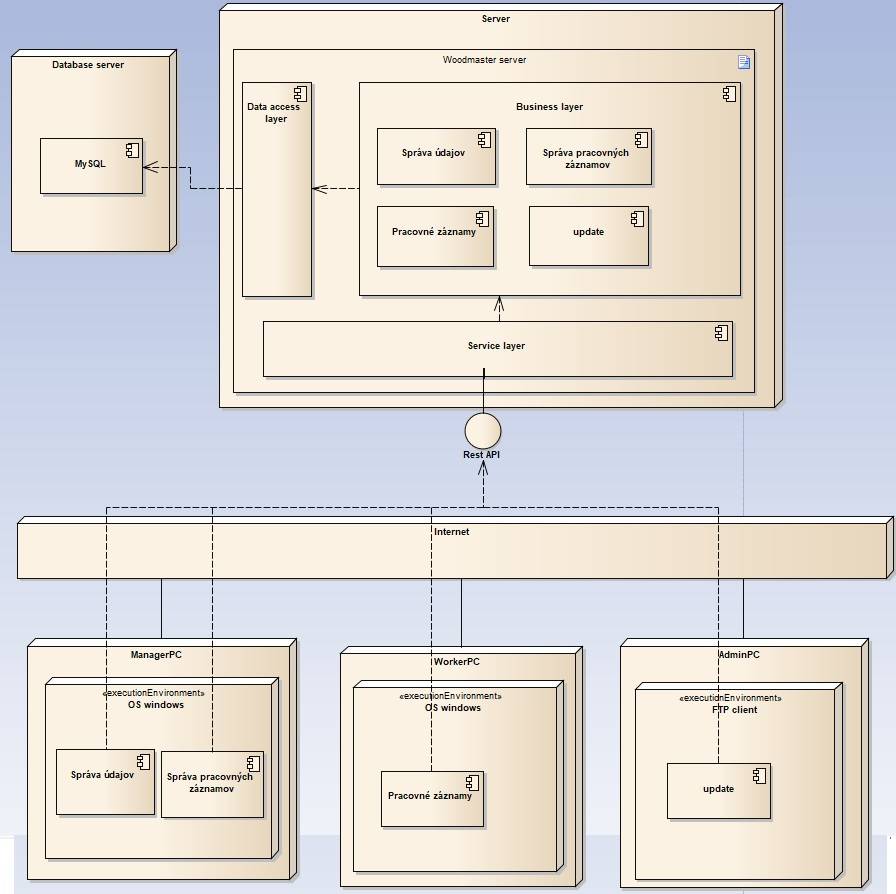 Server
Database server
Woodmaster server
Data access
layer
Business layer
MySQL
Správa údajov
Správa pracovných
záznamov
Pracovné záznamy
update
Service layer
Rest API
Internet
ManagerPC
«executionEnvironment»
OS windows
Správa údajov
Správa pracovných
záznamov
WorkerPC
«executionEnvironment»
OS windows
Pracovné záznamy
AdminPC
«executionEnvironment»
FTP client
update